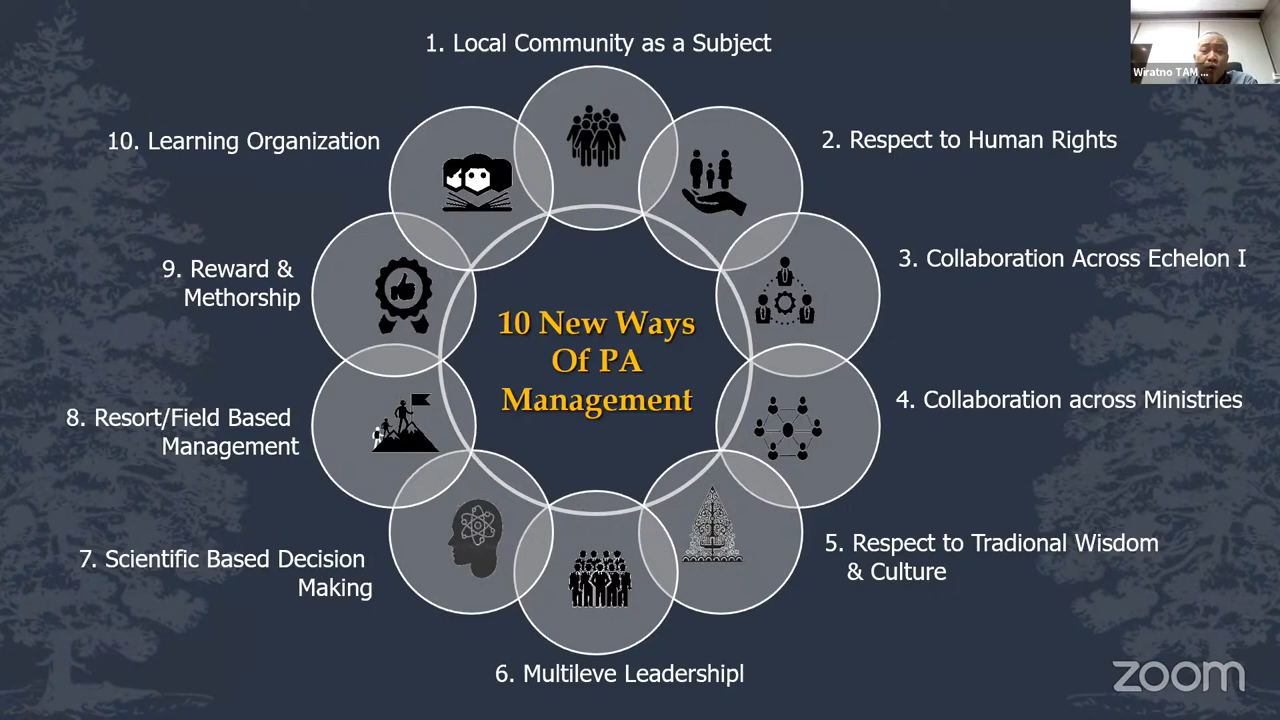 1. Local Community as a Subject
Wiratno TAM ...
10. Learning Organization
2. Respect to Human Rights
3. Collaboration Across Echelon I
9. Reward &
Methorship
10 New Ways
Of PA
Management
4. Collaboration across Ministries
8. Resort/Field Based
Management
5. Respect to Tradional Wisdom
& Culture
7. Scientific Based Decision
Making
6. Multileve Leadershipl
zoom